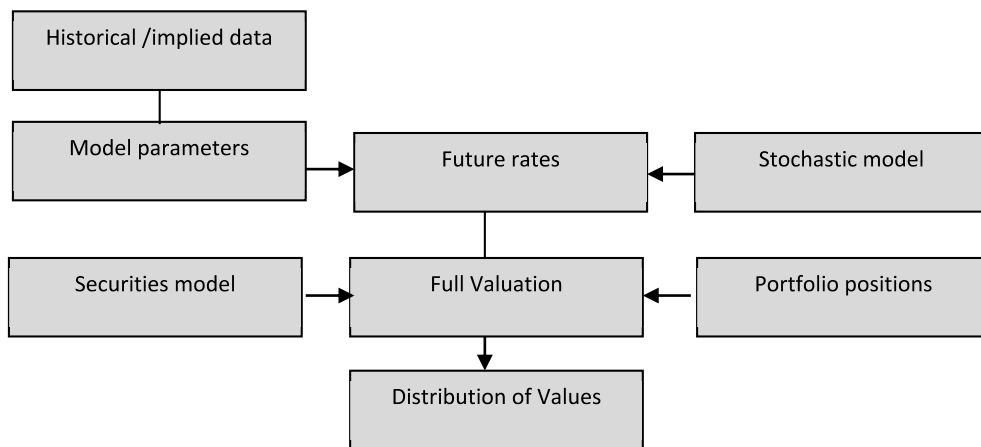 Historical /implied data
Model parameters
Future rates
Stochastic model
Securities model
Full Valuation
Portfolio positions
Distribution of Values